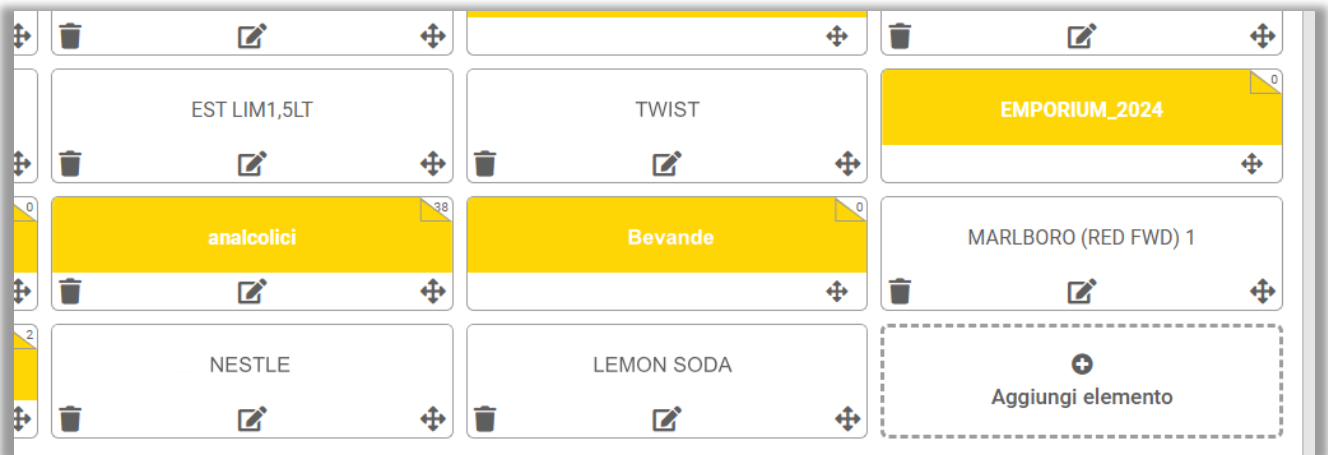 EST LIM1,5LT
TWIST
0
EMPORIUM_2024
0
38
analcolici
0
Bevande
MARLBORO (RED FWD) 1
2
NESTLE
LEMON SODA
Aggiungi elemento